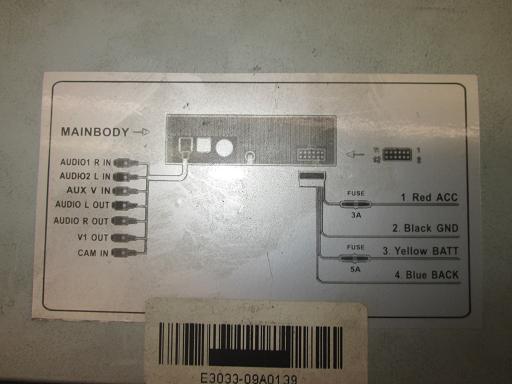 MAINBODY
AUDIO1 R IN
AUDIO2 L IN
AUX V IN
AUDIO L OUT
AUDIO R OUT
V1 OUT
CAM IN
FUSE
3A
1 Red ACC
2. Black GND
FUSE
5A
3. Yellow BATT
4. Blue BACK
E3033-09A0139